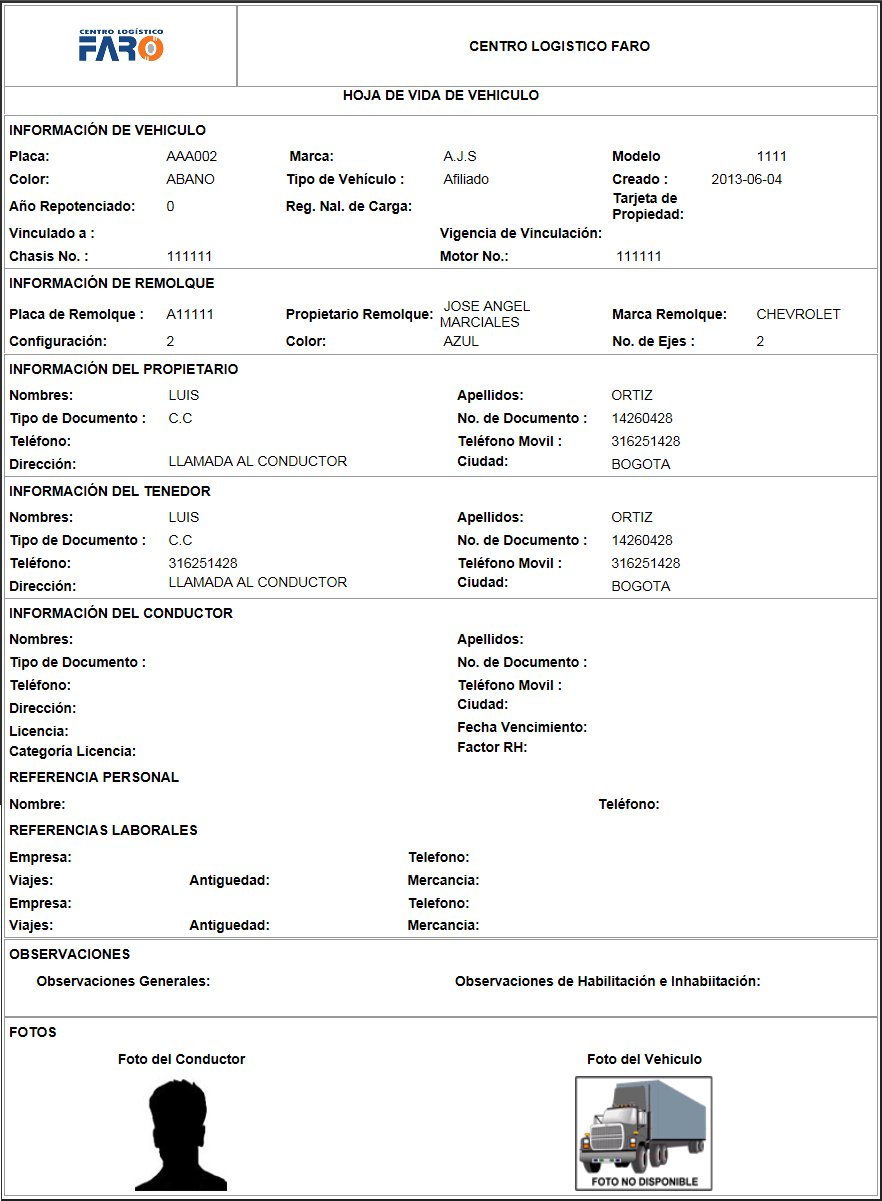 CENTRO LOGÍSTICO
FARO
CENTRO LOGISTICO FARO
HOJA DE VIDA DE VEHICULO
INFORMACIÓN DE VEHICULO
Placa: AAA002 Marca: A.J.S Modelo 1111
Color: ABANO Tipo de Vehículo : Afiliado Creado : 2013-06-04
Año Repotenciado: 0 Reg. Nal. de Carga: Tarjeta de
Propiedad:
Vinculado a : Vigencia de Vinculación:
Chasis No. : 111111 Motor No.: 111111
INFORMACIÓN DE REMOLQUE
Placa de Remolque : A11111 Propietario Remolque: JOSE ANGEL
MARCIALES Marca Remolque: CHEVROLET
Configuración: 2 Color: AZUL No. de Ejes : 2
INFORMACIÓN DEL PROPIETARIO
Nombres: LUIS Apellidos: ORTIZ
Tipo de Documento : C.C No. de Documento : 14260428
Teléfono: Teléfono Movil : 316251428
Dirección: LLAMADA AL CONDUCTOR Ciudad: BOGOTA
INFORMACIÓN DEL TENEDOR
Nombres: LUIS Apellidos: ORTIZ
Tipo de Documento : C.C No. de Documento : 14260428
Teléfono: 316251428 Teléfono Movil : 316251428
Dirección: LLAMADA AL CONDUCTOR Ciudad: BOGOTA
INFORMACIÓN DEL CONDUCTOR
Nombres: Apellidos:
Tipo de Documento : No. de Documento :
Teléfono: Teléfono Movil :
Dirección: Ciudad:
Licencia: Fecha Vencimiento:
Categoría Licencia: Factor RH:
REFERENCIA PERSONAL
Nombre: Teléfono:
REFERENCIAS LABORALES
Empresa: Telefono:
Viajes: Antiguedad: Mercancia:
Empresa: Telefono:
Viajes: Antiguedad: Mercancia:
OBSERVACIONES
Observaciones Generales: Observaciones de Habilitación e Inhabiitación:
FOTOS
Foto del Conductor Foto del Vehiculo
FOTO NO DISPONIBLE